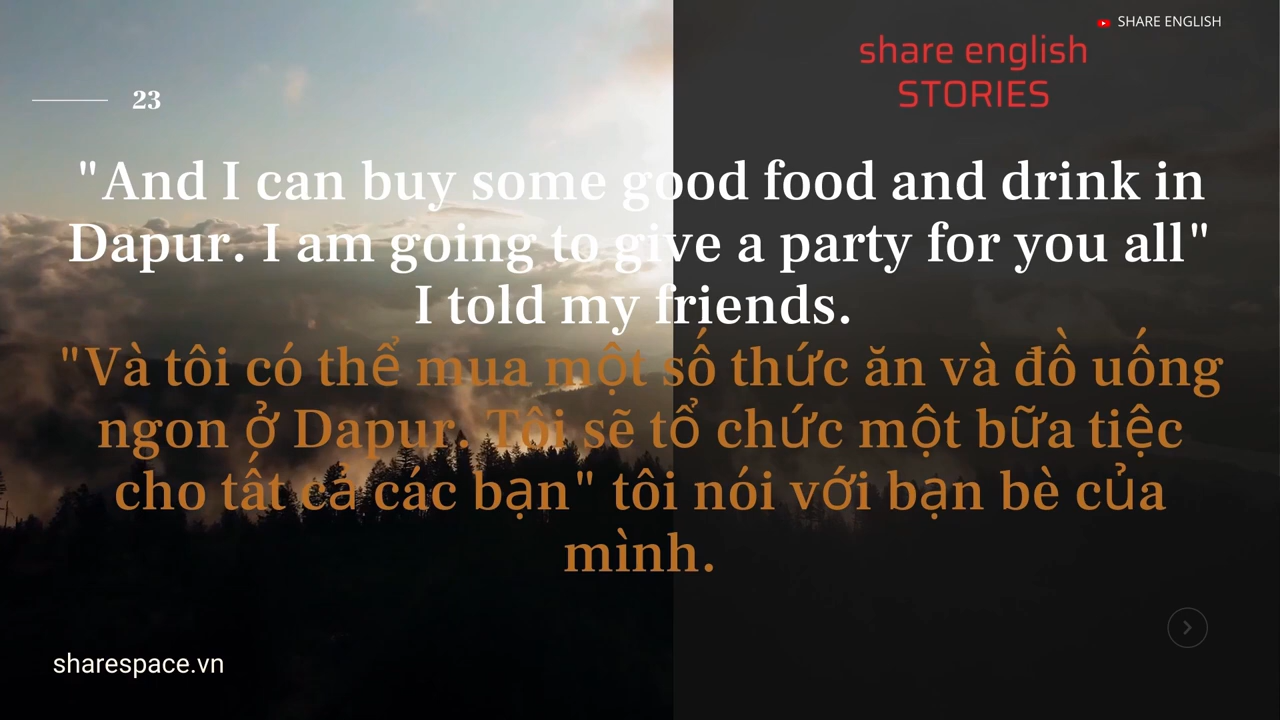 SHARE ENGLISH
share english
STORIES
23
"And I can buy some good food and drink in
Dapur. I am going to give a party for you all"
I told my friends.
"Và tôi có thể mua một số thức ăn và đồ uống
ngon ở Dapur. Tôi sẽ tổ chức một bữa tiệc
cho tất cả các bạn" tôi nói với bạn bè của
mình.
sharespace.vn